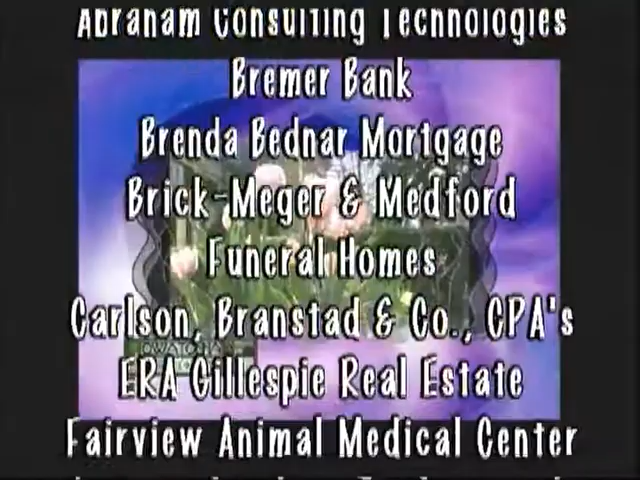 Abraham Consulting Technologies
Bremer Bank
Brenda Bednar Mortgage
Brick-Meger & Medford
Funeral Homes
Carlson, Branstad & Co., CPA's
OWATONNA
ERA Gillespie Real Estate
Fairview Animal Medical Center